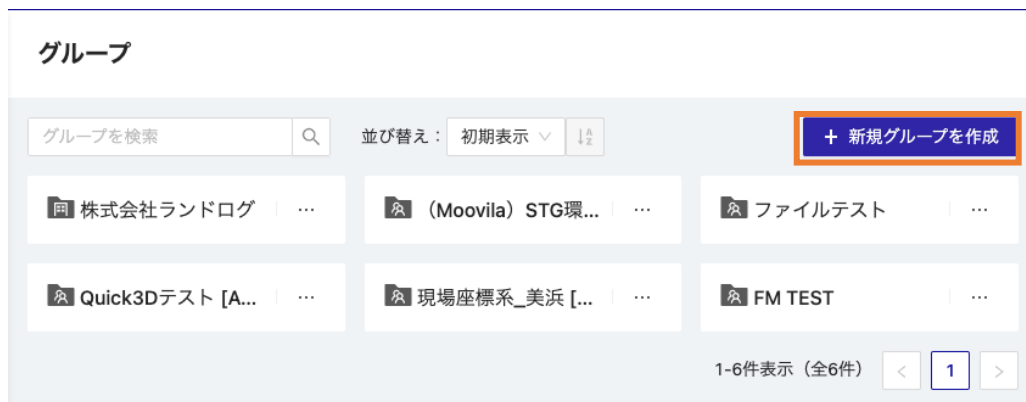 グループ
グループを検索 並び替え： 初期表示 + 新規グループを作成
株式会社ランドログ ... （Moovila）STG環... ... ファイルテスト ...
Quick3Dテスト [A... ... 現場座標系_美浜 [... ... FM TEST ...
1-6件表示（全6件） < 1 >